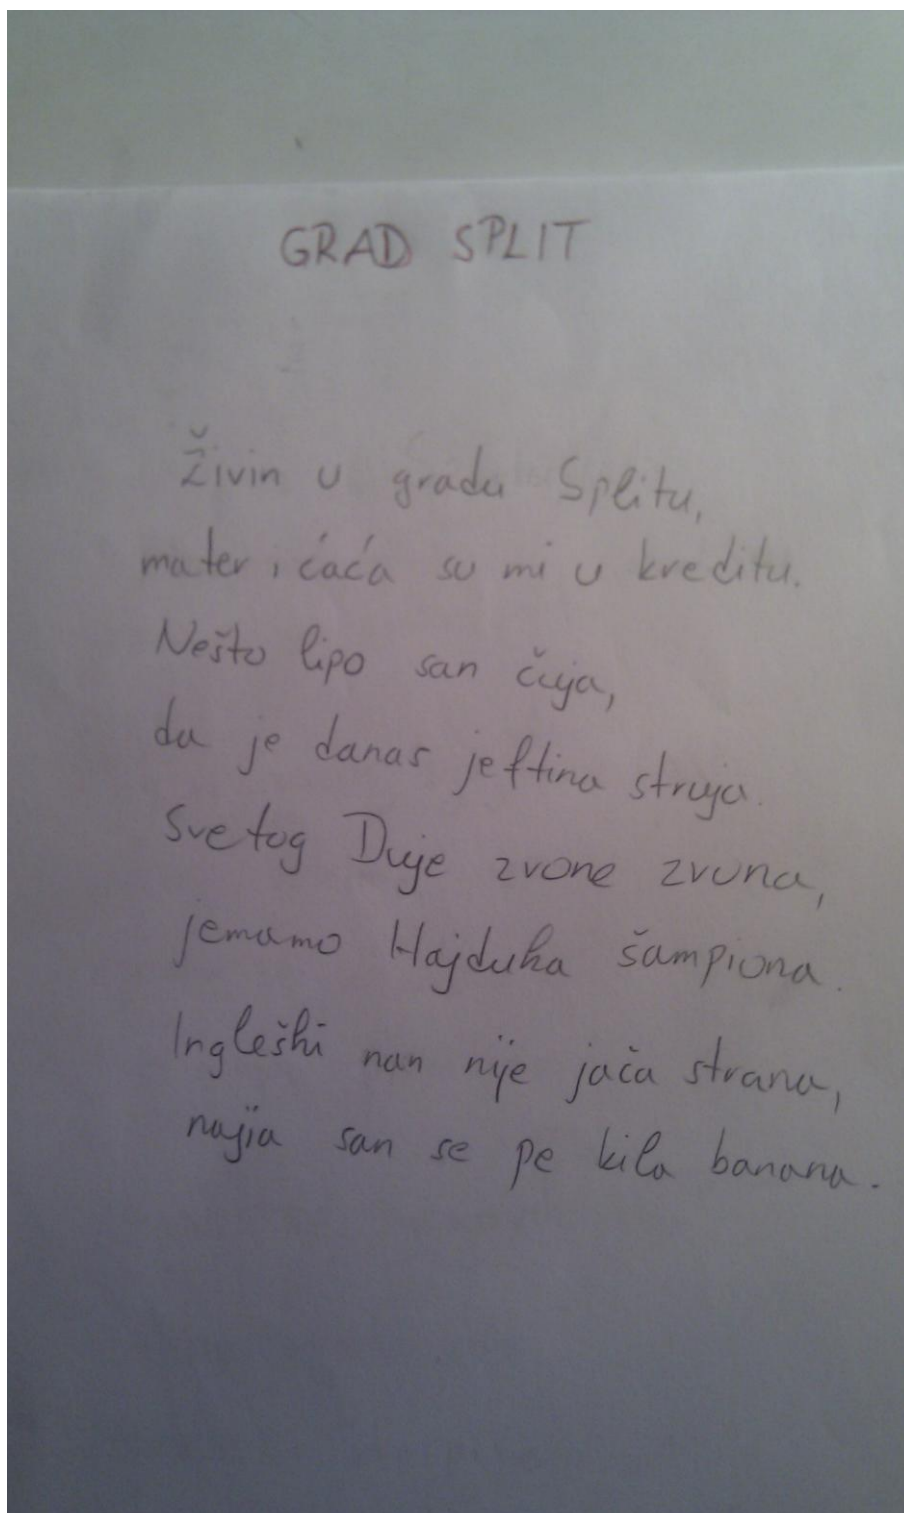 GRAD SPLIT
Živin u gradu Splitu,
mater i ćaća su mi u kreditu.
Nešto lipo san čuja,
da je danas jeftina struja.
Svetog Duje zvone zvona,
jemamo Hajduka šampiona.
Ingleški nan nije jača strana,
najia san se pe kila banana.